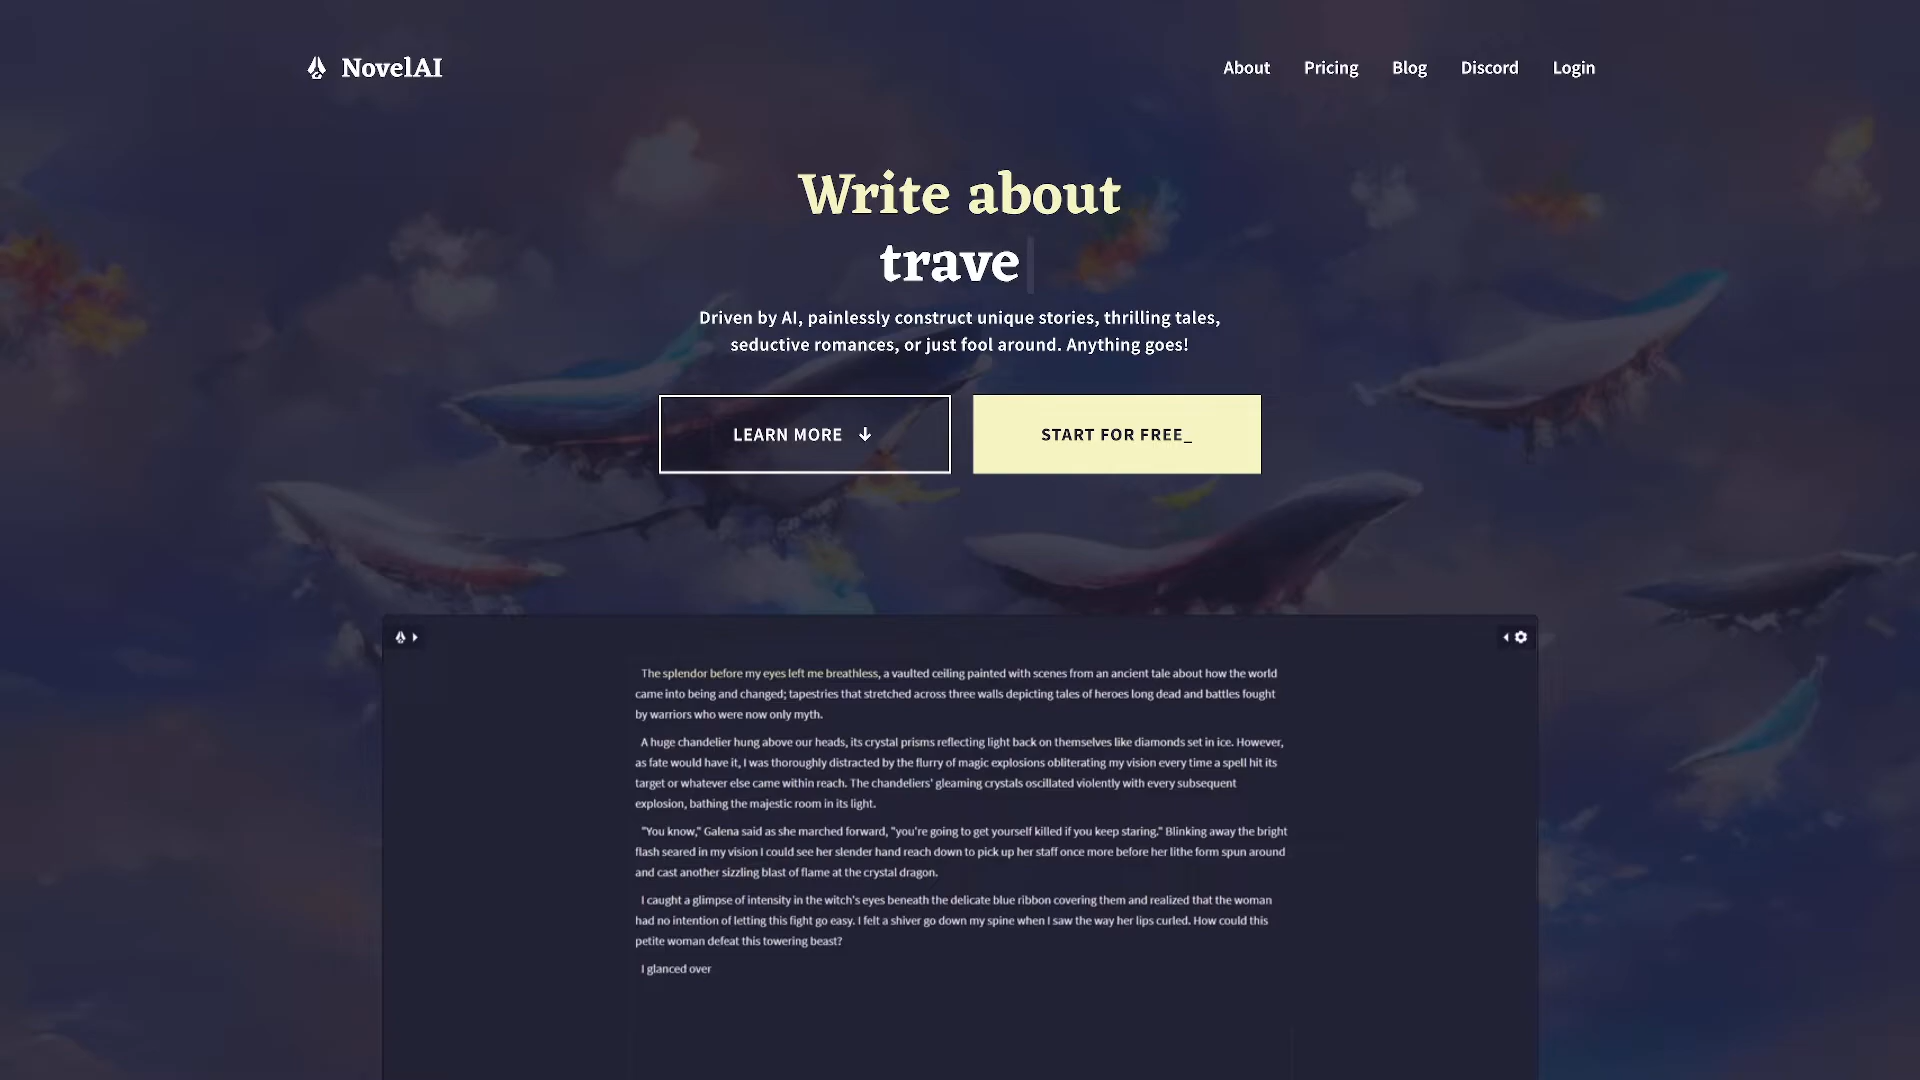 NovelAI
About Pricing Blog Discord Login
Write about
trave
Driven by AI, painlessly construct unique stories, thrilling tales,
seductive romances, or just fool around. Anything goes!
LEARN MORE
START FOR FREE_
The splendor before my eyes left me breathless, a vaulted ceiling painted with scenes from an ancient tale about how the world
came into being and changed; tapestries that stretched across three walls depicting tales of heroes long dead and battles fought
by warriors who were now only myth.
A huge chandelier hung above our heads, its crystal prisms reflecting light back on themselves like diamonds set in ice. However,
as fate would have it, I was thoroughly distracted by the flurry of magic explosions obliterating my vision every time a spell hit its
target or whatever else came within reach. The chandeliers' gleaming crystals oscillated violently with every subsequent
explosion, bathing the majestic room in its light.
"You know," Galena said as she marched forward, "you're going to get yourself killed if you keep staring." Blinking away the bright
flash seared in my vision I could see her slender hand reach down to pick up her staff once more before her lithe form spun around
and cast another sizzling blast of flame at the crystal dragon.
I caught a glimpse of intensity in the witch's eyes beneath the delicate blue ribbon covering them and realized that the woman
had no intention of letting this fight go easy. I felt a shiver go down my spine when I saw the way her lips curled. How could this
petite woman defeat this towering beast?
I glanced over